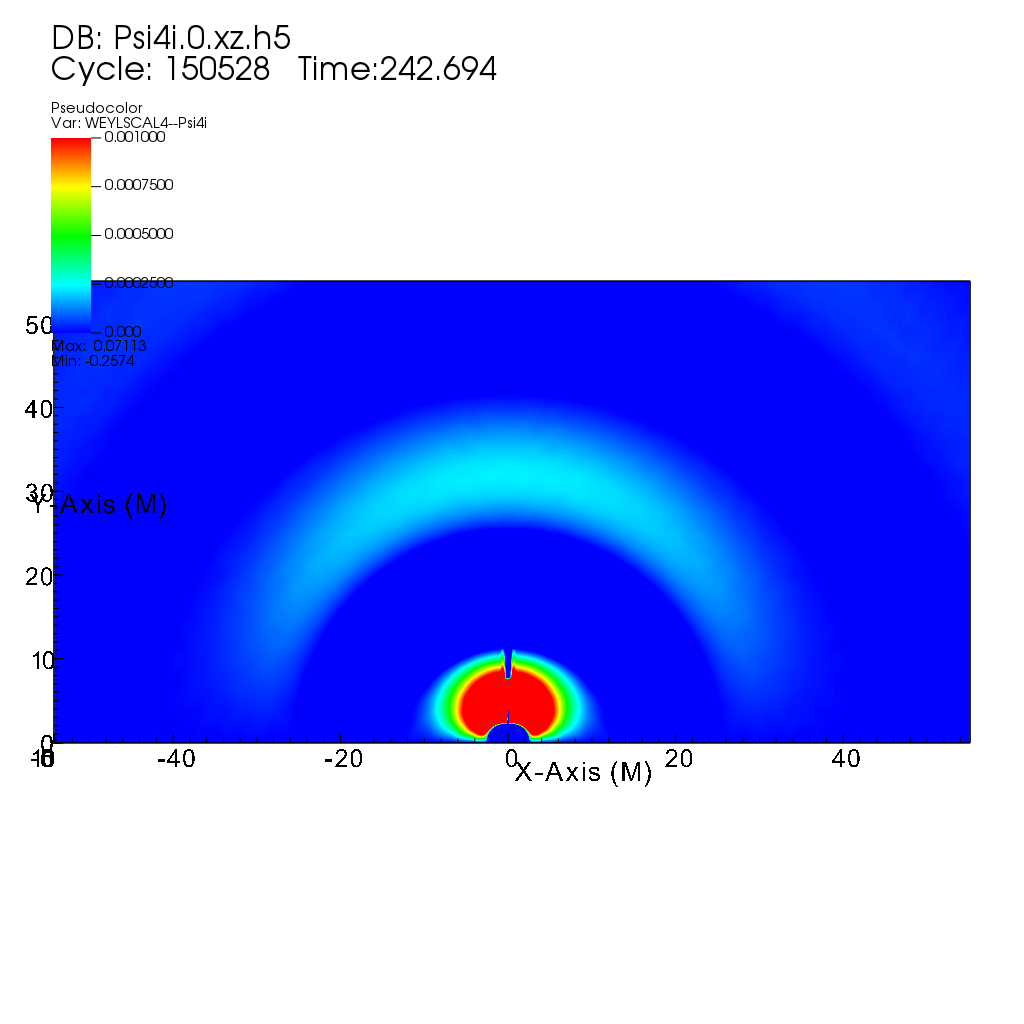 DB: Psi4i.0.xz.h5
Cycle: 150528 Time:242.694
Pseudocolor
Var: WEYLSCAL4--Psi4i
0.001000
0.0007500
0.0005000
0.0002500
0.000
Max: 0.07113
Min: -0.2574
50
40
30
Y-Axis (M)
20
10
0
-40
-20
0
20
40
X-Axis (M)